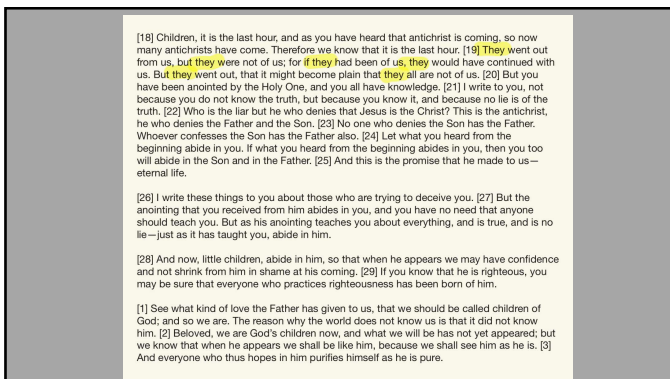 [18] Children, it is the last hour, and as you have heard that antichrist is coming, so now
many antichrists have come. Therefore we know that it is the last hour. [19] They went out
from us, but they were not of us; for if they had been of us, they would have continued with
us. But they went out, that it might become plain that they all are not of us. [20] But you
have been anointed by the Holy One, and you all have knowledge. [21] I write to you, not
because you do not know the truth, but because you know it, and because no lie is of the
truth. [22] Who is the liar but he who denies that Jesus is the Christ? This is the antichrist,
he who denies the Father and the Son. [23] No one who denies the Son has the Father.
Whoever confesses the Son has the Father also. [24] Let what you heard from the
beginning abide in you. If what you heard from the beginning abides in you, then you too
will abide in the Son and in the Father. [25] And this is the promise that he made to us—
eternal life.
[26] I write these things to you about those who are trying to deceive you. [27] But the
anointing that you received from him abides in you, and you have no need that anyone
should teach you. But as his anointing teaches you about everything, and is true, and is no
lie—just as it has taught you, abide in him.
[28] And now, little children, abide in him, so that when he appears we may have confidence
and not shrink from him in shame at his coming. [29] If you know that he is righteous, you
may be sure that everyone who practices righteousness has been born of him.
[1] See what kind of love the Father has given to us, that we should be called children of
God; and so we are. The reason why the world does not know us is that it did not know
him. [2] Beloved, we are God's children now, and what we will be has not yet appeared; but
we know that when he appears we shall be like him, because we shall see him as he is. [3]
And everyone who thus hopes in him purifies himself as he is pure.